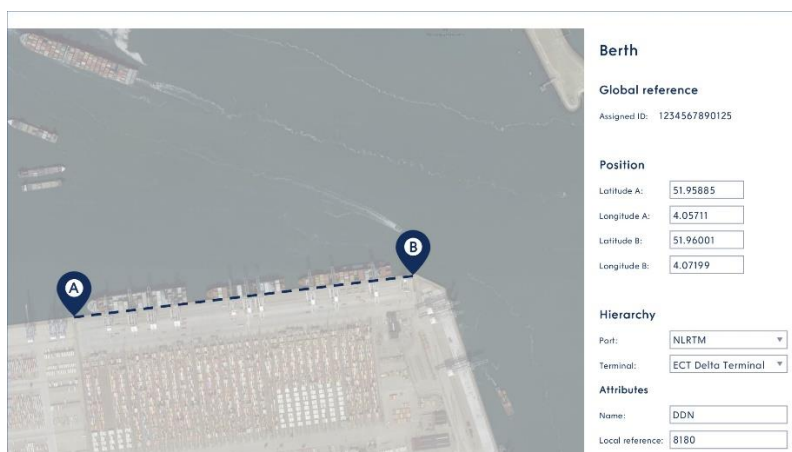 Berth
Global reference
Assigned ID: 1234567890125
Position
Latitude A: 51.95885
Longitude A: 4.05711
Latitude B: 51.96001
Longitude B: 4.07199
Hierarchy
Port: NLRTM
Terminal: ECT Delta Terminal
Attributes
Name: DDN
Local reference: 8180
A
B